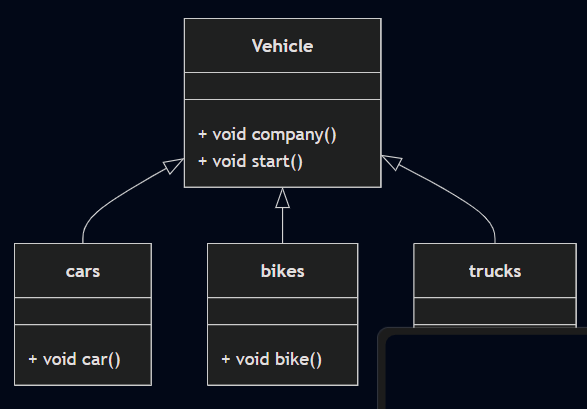 Vehicle
+ void company()
+ void start()
cars
bikes
trucks
+ void car()
+ void bike()